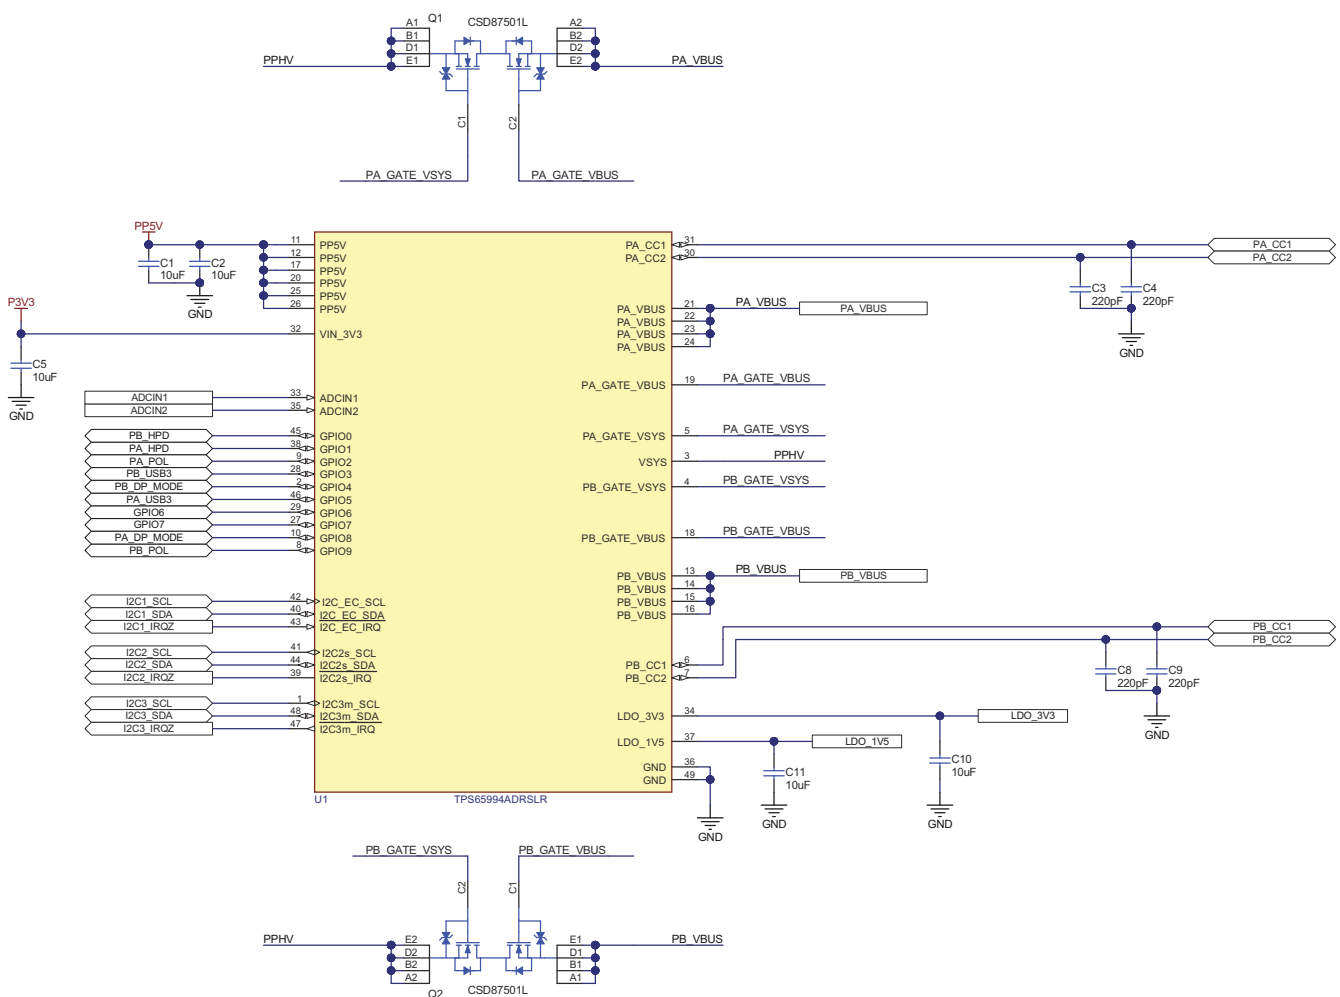 A1 Q1 CSD87501L A2
B1 B2
D1 D2
PPHV E1 E2 PA_VBUS
C1 C2
PA_GATE_VSYS PA_GATE_VBUS
PP5V
11 PP5V PA_CC1 31 PA_CC1
12 PP5V PA_CC2 30 PA_CC2
C1 10uF C2 10uF 17 PP5V
20 PP5V C3 220pF C4 220pF
25 PP5V
GND 26 PP5V PA_VBUS 21 PA_VBUS PA_VBUS
PA_VBUS 22
P3V3 32 VIN_3V3 PA_VBUS 23
PA_VBUS 24 GND
C5 10uF
PA_GATE_VBUS 19 PA_GATE_VBUS
GND
ADCIN1 33 ADCIN1
ADCIN2 35 ADCIN2
PB_HPD 45 GPIO0 PA_GATE_VSYS 5 PA_GATE_VSYS
PA_HPD 38 GPIO1
PA_POL 9 GPIO2 VSYS 3 PPHV
PB_USB3 28 GPIO3
PB_DP_MODE 2 GPIO4 PB_GATE_VSYS 4 PB_GATE_VSYS
PA_USB3 46 GPIO5
GPIO6 29 GPIO6
GPIO7 27 GPIO7
PA_DP_MODE 10 GPIO8 PB_GATE_VBUS 18 PB_GATE_VBUS
PB_POL 8 GPIO9
PB_VBUS 13 PB_VBUS PB_VBUS
PB_VBUS 14
I2C1_SCL 42 I2C_EC_SCL PB_VBUS 15
I2C1_SDA 40 I2C_EC_SDA PB_VBUS 16
I2C1_IRQZ 43 I2C_EC_IRQ PB_CC1
PB_CC2
I2C2_SCL 41 I2C2s_SCL
I2C2_SDA 44 I2C2s_SDA PB_CC1 6
I2C2_IRQZ 39 I2C2s_IRQ PB_CC2 7 C8 220pF C9 220pF
I2C3_SCL 1 I2C3m_SCL
I2C3_SDA 48 I2C3m_SDA LDO_3V3 34 LDO_3V3
I2C3_IRQZ 47 I2C3m_IRQ GND
LDO_1V5 37 LDO_1V5
C11 10uF C10 10uF
GND 36
GND 49
U1 TPS65994ADRSLR
GND GND GND
PB_GATE_VSYS PB_GATE_VBUS
C2 C1
PPHV E2 E1 PB_VBUS
D2 D1
B2 B1
A2 A1
Q2 CSD87501L